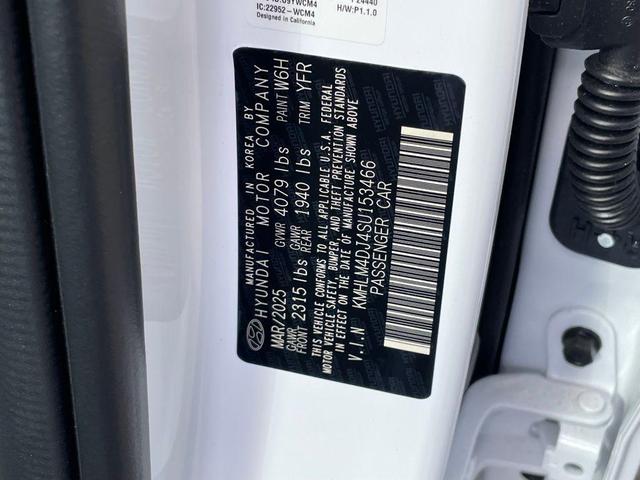 IC:22952-WCM4
Designed in California
H/W:P1.1.0
MANUFACTURED IN KOREA BY
HYUNDAI MOTOR COMPANY
MAR/2025 GVWR 4079 lbs PAINT W6H
GAWR FRONT 2315 lbs GAWR REAR 1940 lbs TRIM YFR
THIS VEHICLE CONFORMS TO ALL APPLICABLE U.S.A. FEDERAL
MOTOR VEHICLE SAFETY, BUMPER, AND THEFT PREVENTION STANDARDS
IN EFFECT ON THE DATE OF MANUFACTURE SHOWN ABOVE
V.I.N KMHLM4DJ4SU153466
PASSENGER CAR